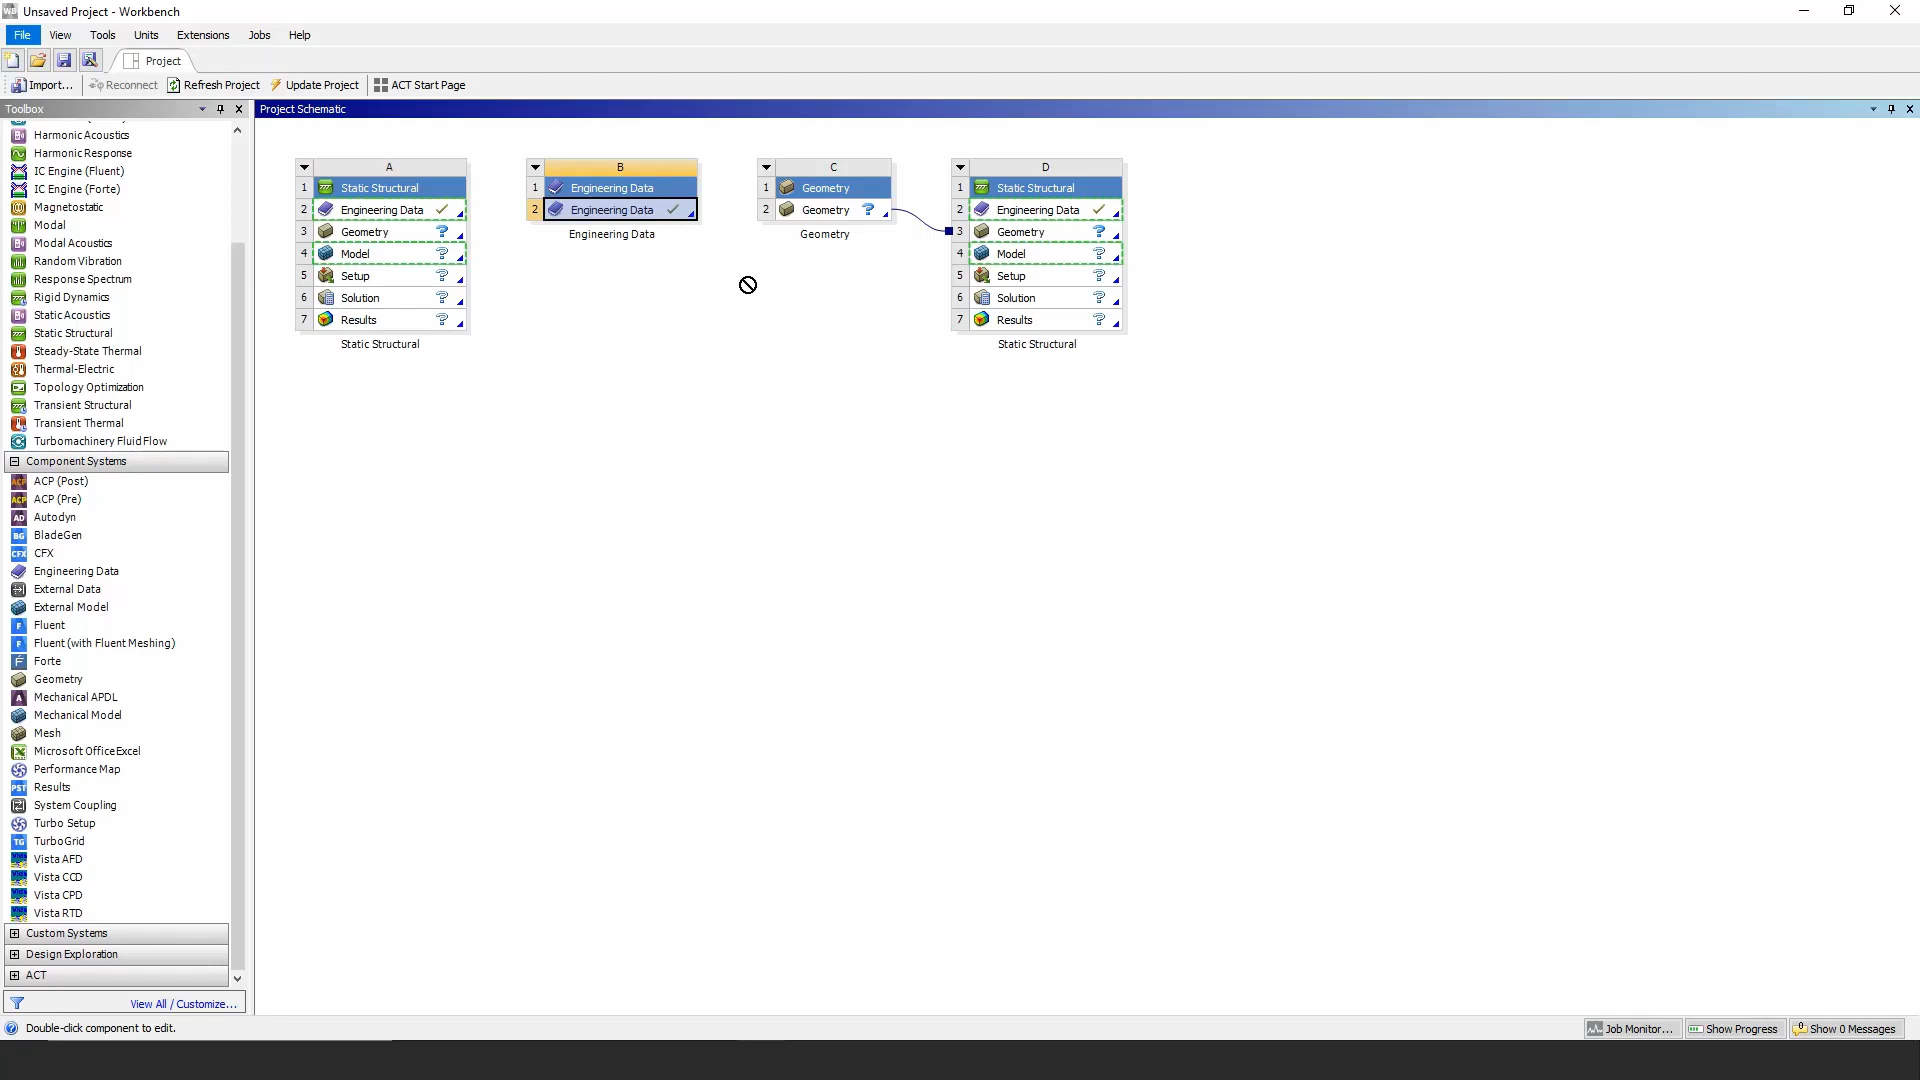 Unsaved Project - Workbench
File View Tools Units Extensions Jobs Help
Project
Import... Reconnect Refresh Project Update Project ACT Start Page
Toolbox
Harmonic Acoustics
Harmonic Response
IC Engine (Fluent)
IC Engine (Forte)
Magnetostatic
Modal
Modal Acoustics
Random Vibration
Response Spectrum
Rigid Dynamics
Static Acoustics
Static Structural
Steady-State Thermal
Thermal-Electric
Topology Optimization
Transient Structural
Transient Thermal
Turbomachinery Fluid Flow
Component Systems
ACP (Post)
ACP (Pre)
Autodyn
BladeGen
CFX
Engineering Data
External Data
External Model
Fluent
Fluent (with Fluent Meshing)
Forte
Geometry
Mechanical APDL
Mechanical Model
Mesh
Microsoft Office Excel
Performance Map
Results
System Coupling
Turbo Setup
TurboGrid
Vista AFD
Vista CCD
Vista CPD
Vista RTD
Custom Systems
Design Exploration
ACT
View All / Customize...
Project Schematic
A
1 Static Structural
2 Engineering Data
3 Geometry
4 Model
5 Setup
6 Solution
7 Results
Static Structural
B
1 Engineering Data
2 Engineering Data
Engineering Data
C
1 Geometry
2 Geometry
Geometry
D
1 Static Structural
2 Engineering Data
3 Geometry
4 Model
5 Setup
6 Solution
7 Results
Static Structural
Double-click component to edit.
Job Monitor... Show Progress Show 0 Messages